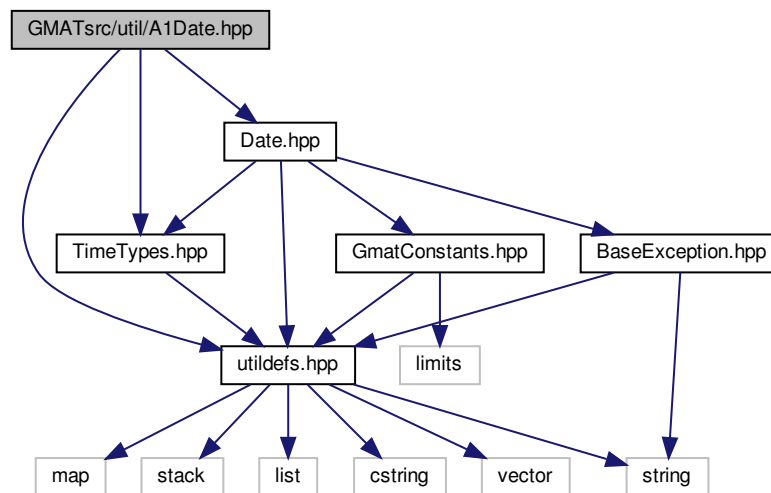 GMATsrc/util/A1Date.hpp
Date.hpp
TimeTypes.hpp
GmatConstants.hpp
BaseException.hpp
utildefs.hpp
limits
map
stack
list
cstring
vector
string